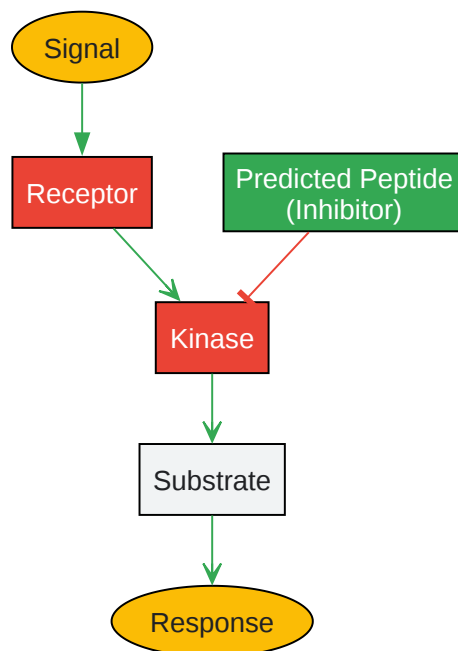 Signal
Receptor
Predicted Peptide
(Inhibitor)
Kinase
Substrate
Response